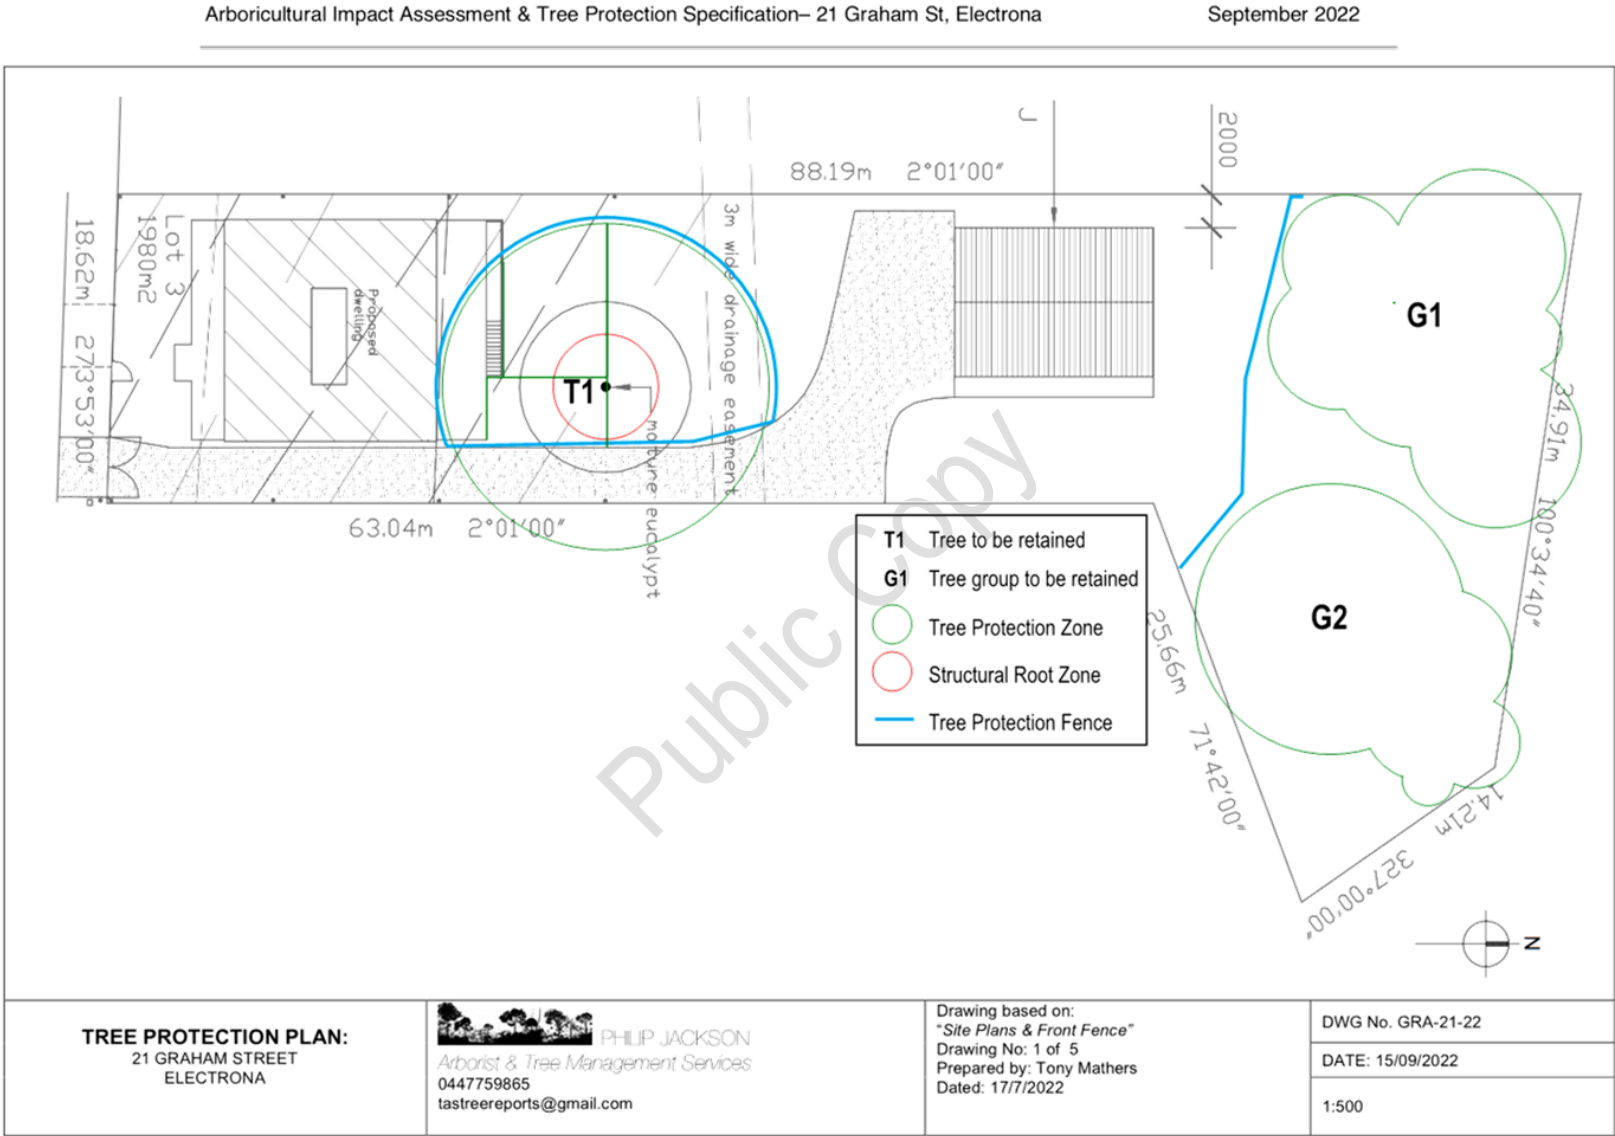 Arboricultural Impact Assessment & Tree Protection Specification– 21 Graham St, Electrona
September 2022
88.19m 2°01'00"
J
2000
Lot 3
1980m2
18.62m 273°53'00"
Proposed
dwelling
3m wide drainage easement
T1
mature eucalypt
63.04m 2°01'00"
G1
34.91m 100°34'40"
G2
25.66m 71°42'00"
14.21m
327°00'00"
T1 Tree to be retained
G1 Tree group to be retained
Tree Protection Zone
Structural Root Zone
Tree Protection Fence
Public Copy
N
TREE PROTECTION PLAN:
21 GRAHAM STREET
ELECTRONA
PHILIP JACKSON
Arborist & Tree Management Services
0447759865
tastreereports@gmail.com
Drawing based on:
"Site Plans & Front Fence"
Drawing No: 1 of 5
Prepared by: Tony Mathers
Dated: 17/7/2022
DWG No. GRA-21-22
DATE: 15/09/2022
1:500